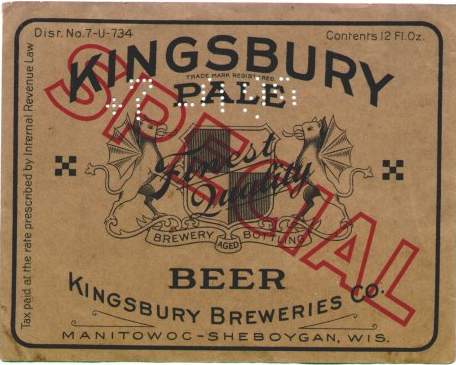 Distr. No.7-U-734
Contents 12 Fl.Oz.
KINGSBURY
TRADE MARK REGISTERED
PALE
SPECIAL
Finest
Quality
BREWERY AGED BOTTLING
BEER
KINGSBURY BREWERIES CO.
MANITOWOC-SHEBOYGAN, WIS.
Tax paid at the rate prescribed by Internal Revenue Law